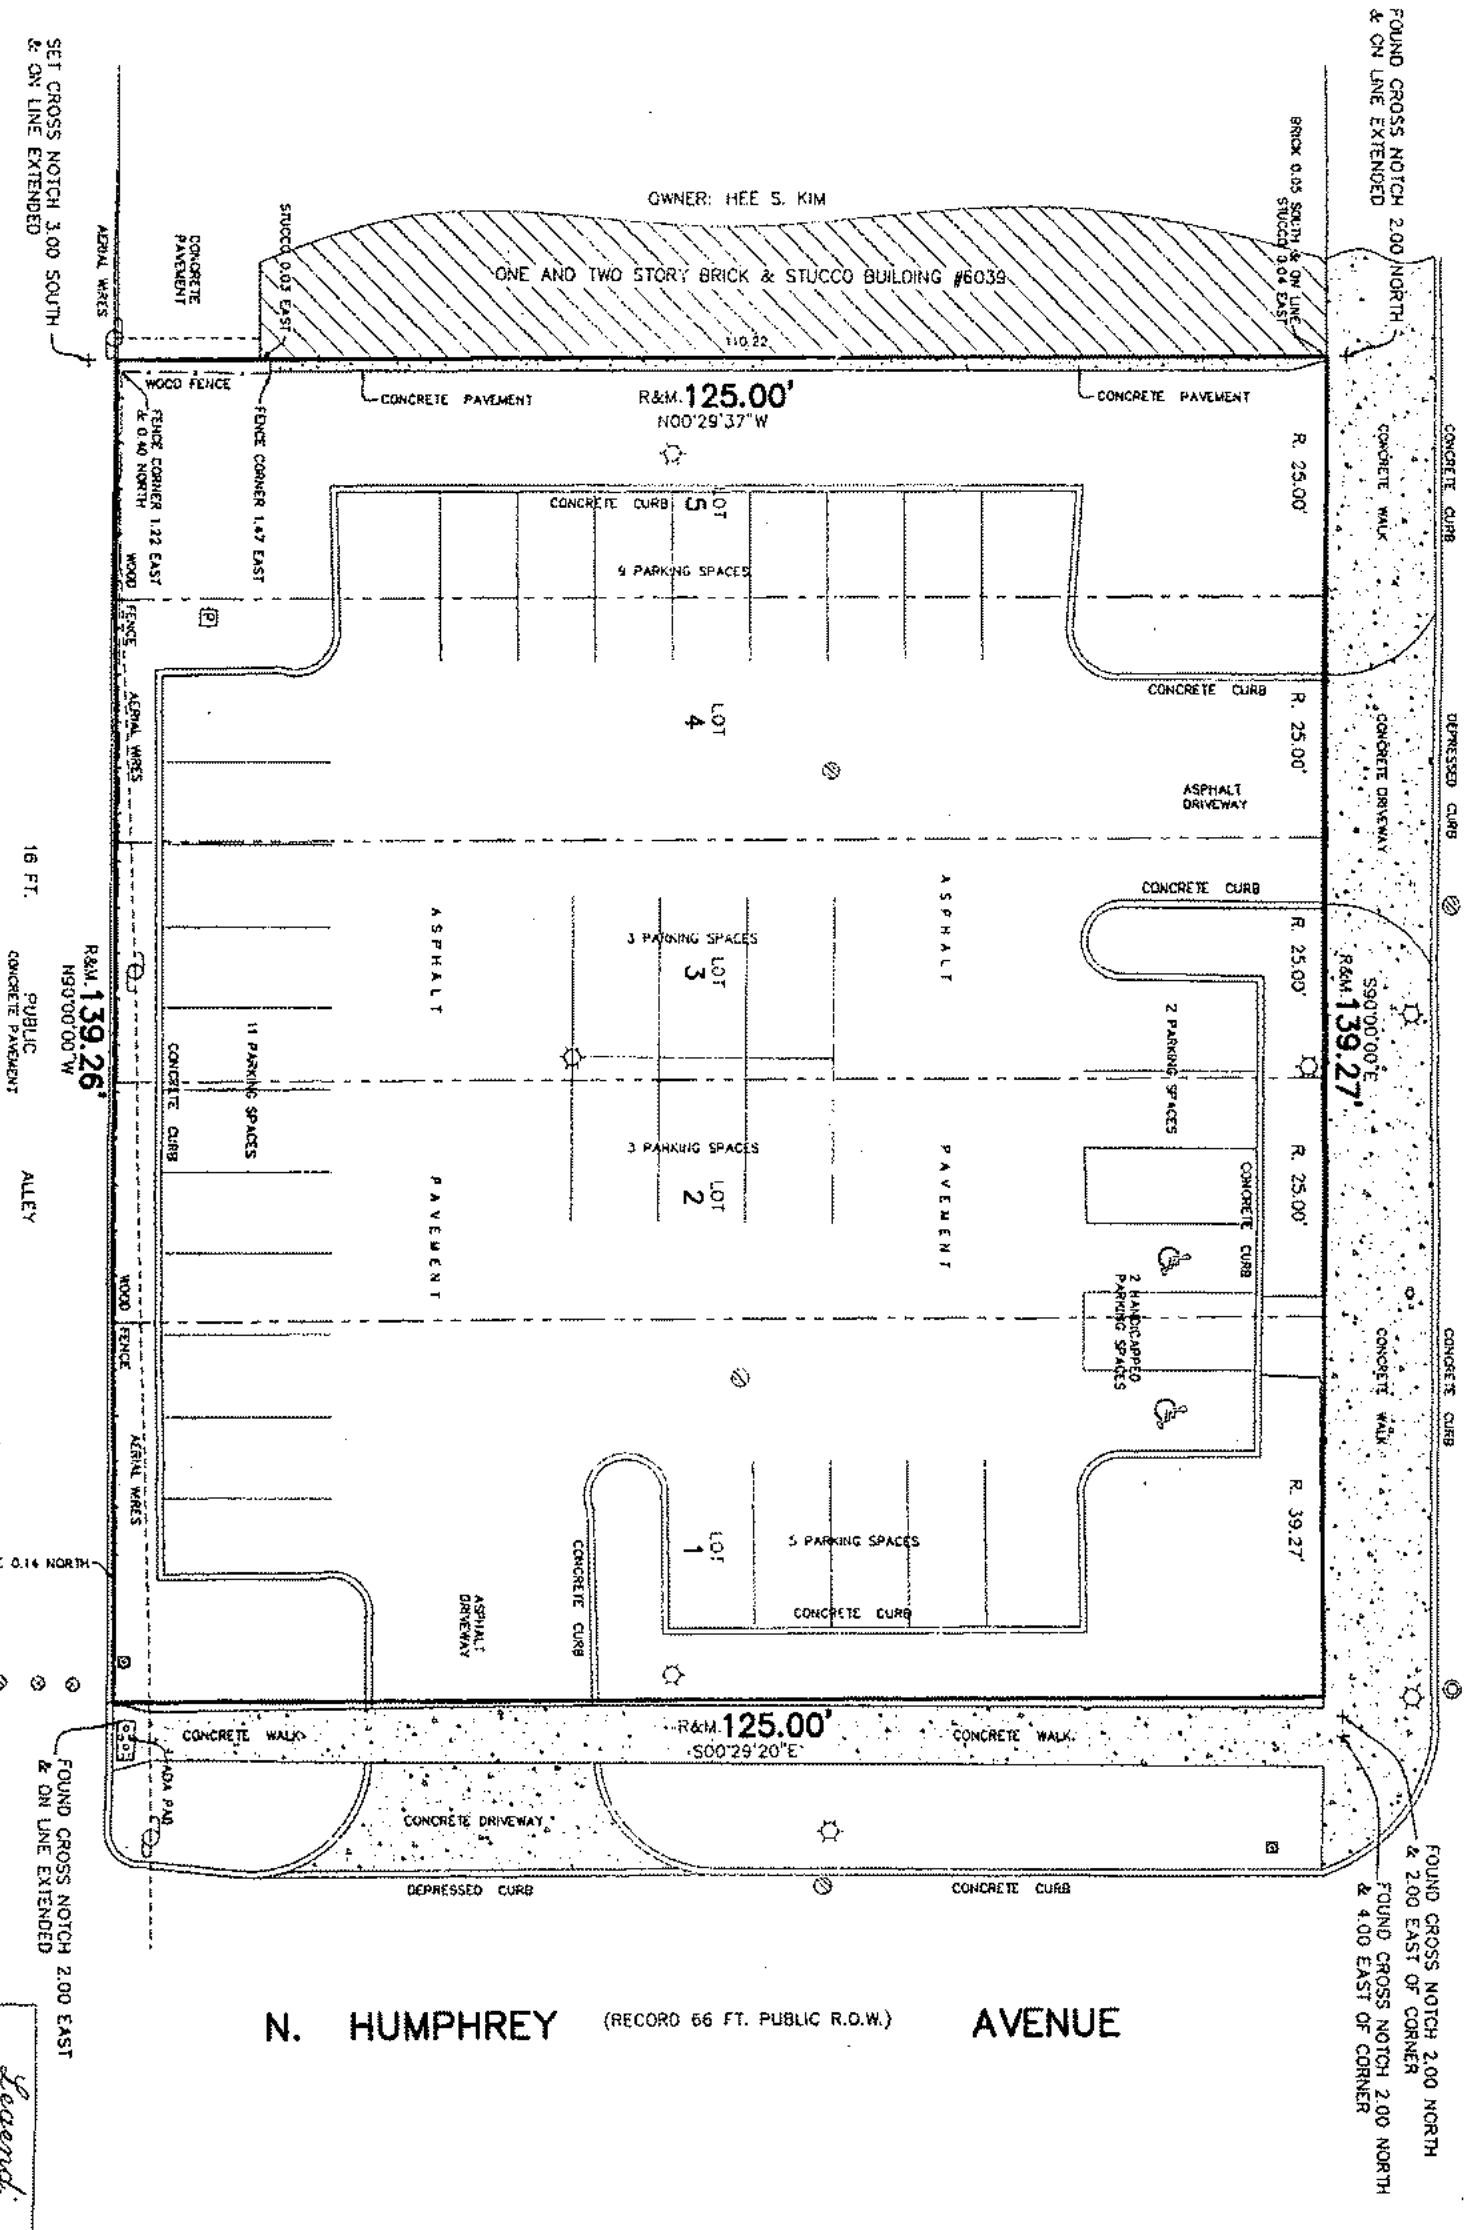 FOUND CROSS NOTCH 2.00 NORTH
& ON LINE EXTENDED
BRICK 0.05 SOUTH & ON LINE
STUCCO 0.04 EAST
SET CROSS NOTCH 3.00 SOUTH
& ON LINE EXTENDED
AERIAL WIRES
CONCRETE
PAVEMENT
STUCCO 0.03 EAST
OWNER: HEE S. KIM
ONE AND TWO STORY BRICK & STUCCO BUILDING #6039
110.22
WOOD FENCE
CONCRETE PAVEMENT
R&M. 125.00'
N00°29'37"W
CONCRETE PAVEMENT
FENCE CORNER 1.22 EAST
& 0.40 NORTH
FENCE CORNER 1.47 EAST
R. 25.00'
CONCRETE WALK
CONCRETE CURB
CONCRETE CURB
LOT
5
9 PARKING SPACES
WOOD FENCE
P
AERIAL WIRES
LOT
4
CONCRETE CURB
R. 25.00'
CONCRETE DRIVEWAY
DEPRESSED CURB
ASPHALT
DRIVEWAY
CONCRETE CURB
ASPHALT
3 PARKING SPACES
LOT
3
ASPHALT
R. 25.00'
S90°00'00"E
R&M. 139.27'
16 FT. PUBLIC ALLEY
CONCRETE PAVEMENT
R&M. 139.26'
N90°00'00"W
CONCRETE CURB
11 PARKING SPACES
2 PARKING SPACES
3 PARKING SPACES
LOT
2
PAVEMENT
PAVEMENT
R. 25.00'
CONCRETE CURB
2 HANDICAPPED
PARKING SPACES
WOOD FENCE
AERIAL WIRES
CONCRETE WALK
CONCRETE CURB
R. 39.27'
LOT
1
5 PARKING SPACES
CONCRETE CURB
CONCRETE CURB
ASPHALT
DRIVEWAY
0.14 NORTH
CONCRETE WALK
R&M. 125.00'
S00°29'20"E
CONCRETE WALK
ADA PAD
CONCRETE DRIVEWAY
DEPRESSED CURB
CONCRETE CURB
FOUND CROSS NOTCH 2.00 EAST
& ON LINE EXTENDED
FOUND CROSS NOTCH 2.00 NORTH
& 2.00 EAST OF CORNER
FOUND CROSS NOTCH 2.00 NORTH
& 4.00 EAST OF CORNER
N. HUMPHREY (RECORD 66 FT. PUBLIC R.O.W.) AVENUE
Legend: